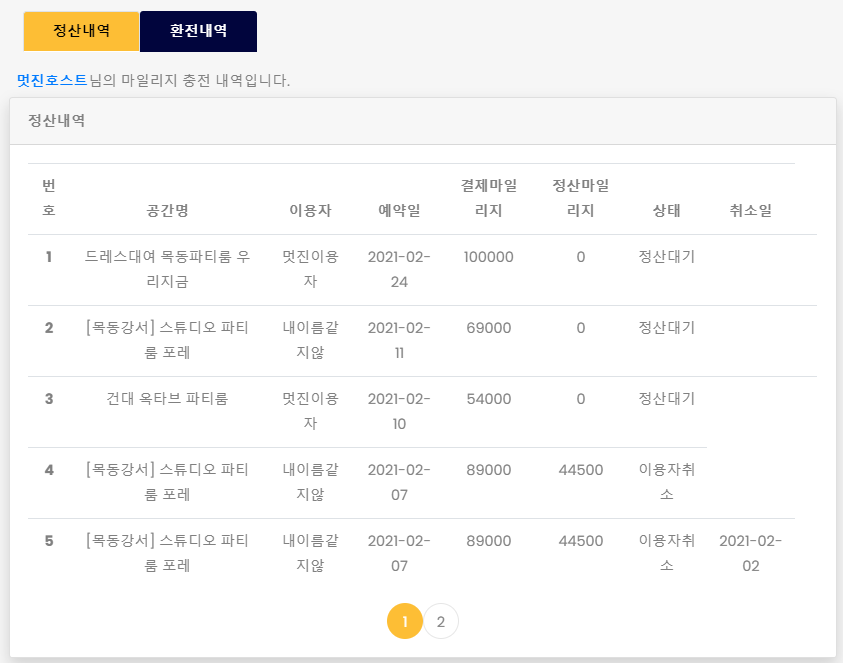 정산내역 환전내역
멋진호스트님의 마일리지 충전 내역입니다.
정산내역
번 결제마일 정산마일
호 공간명 이용자 예약일 리지 리지 상태 취소일
1 드레스대여 목동파티룸 우 멋진이용 2021-02- 100000 0 정산대기
리지금 자 24
2 [목동강서] 스튜디오 파티 내이름같 2021-02- 69000 0 정산대기
룸 포레 지않 11
3 건대 옥타브 파티룸 멋진이용 2021-02- 54000 0 정산대기
자 10
4 [목동강서] 스튜디오 파티 내이름같 2021-02- 89000 44500 이용자취
룸 포레 지않 07 소
5 [목동강서] 스튜디오 파티 내이름같 2021-02- 89000 44500 이용자취 2021-02-
룸 포레 지않 07 소 02
1 2